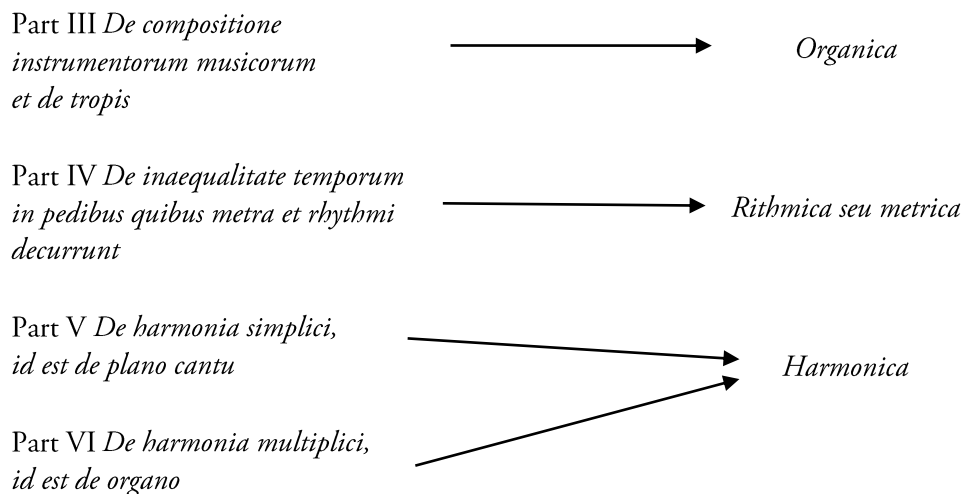 Part III De compositione
instrumentorum musicorum
et de tropis
Organica
Part IV De inaequalitate temporum
in pedibus quibus metra et rhythmi
decurrunt
Rithmica seu metrica
Part V De harmonia simplici,
id est de plano cantu
Harmonica
Part VI De harmonia multiplici,
id est de organo